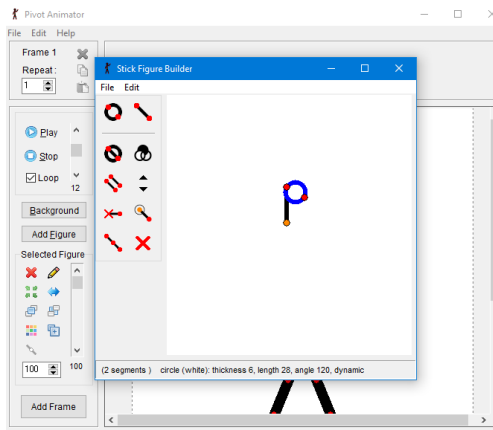 Pivot Animator
File Edit Help
Frame 1
Repeat:
1
Stick Figure Builder
File Edit
Play
Stop
Loop
12
Background
Add Figure
Selected Figure
100
100
Add Frame
(2 segments ) circle (white): thickness 6, length 28, angle 120, dynamic